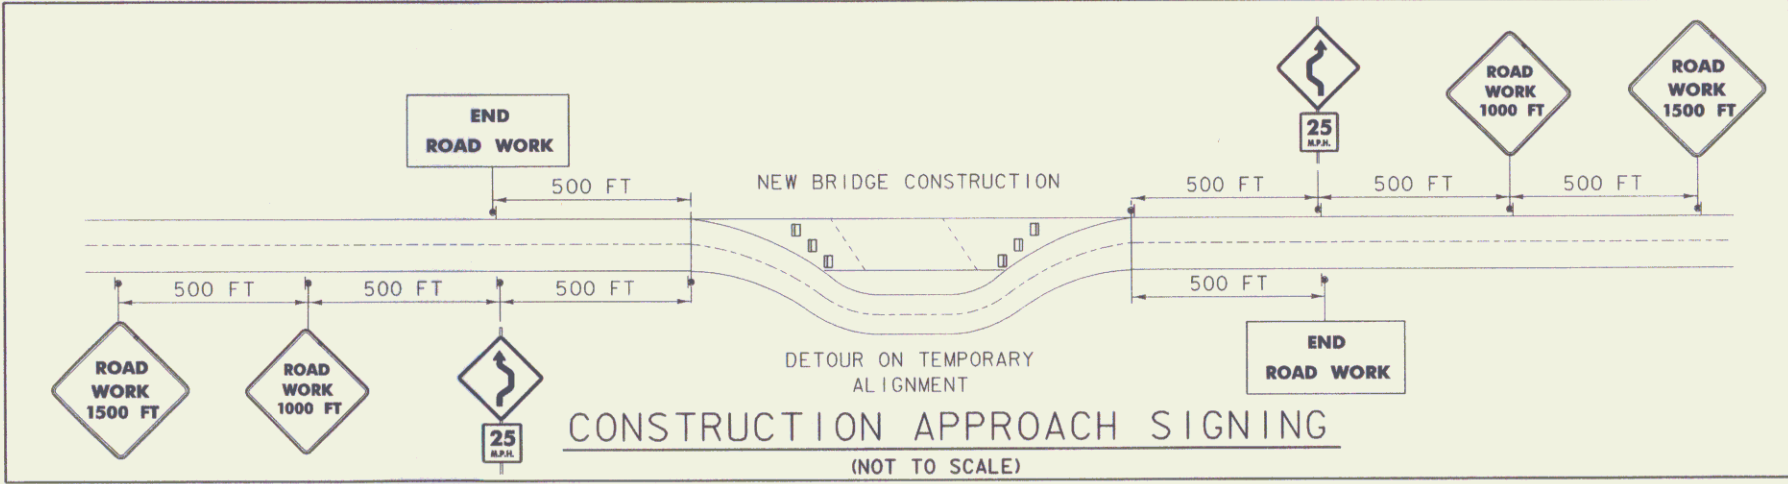 ROAD
WORK
1000 FT
ROAD
WORK
1500 FT
25
M.P.H.
END
ROAD WORK
500 FT
NEW BRIDGE CONSTRUCTION
500 FT
500 FT
500 FT
500 FT
500 FT
500 FT
500 FT
ROAD
WORK
1500 FT
ROAD
WORK
1000 FT
25
M.P.H.
DETOUR ON TEMPORARY
ALIGNMENT
END
ROAD WORK
CONSTRUCTION APPROACH SIGNING
(NOT TO SCALE)